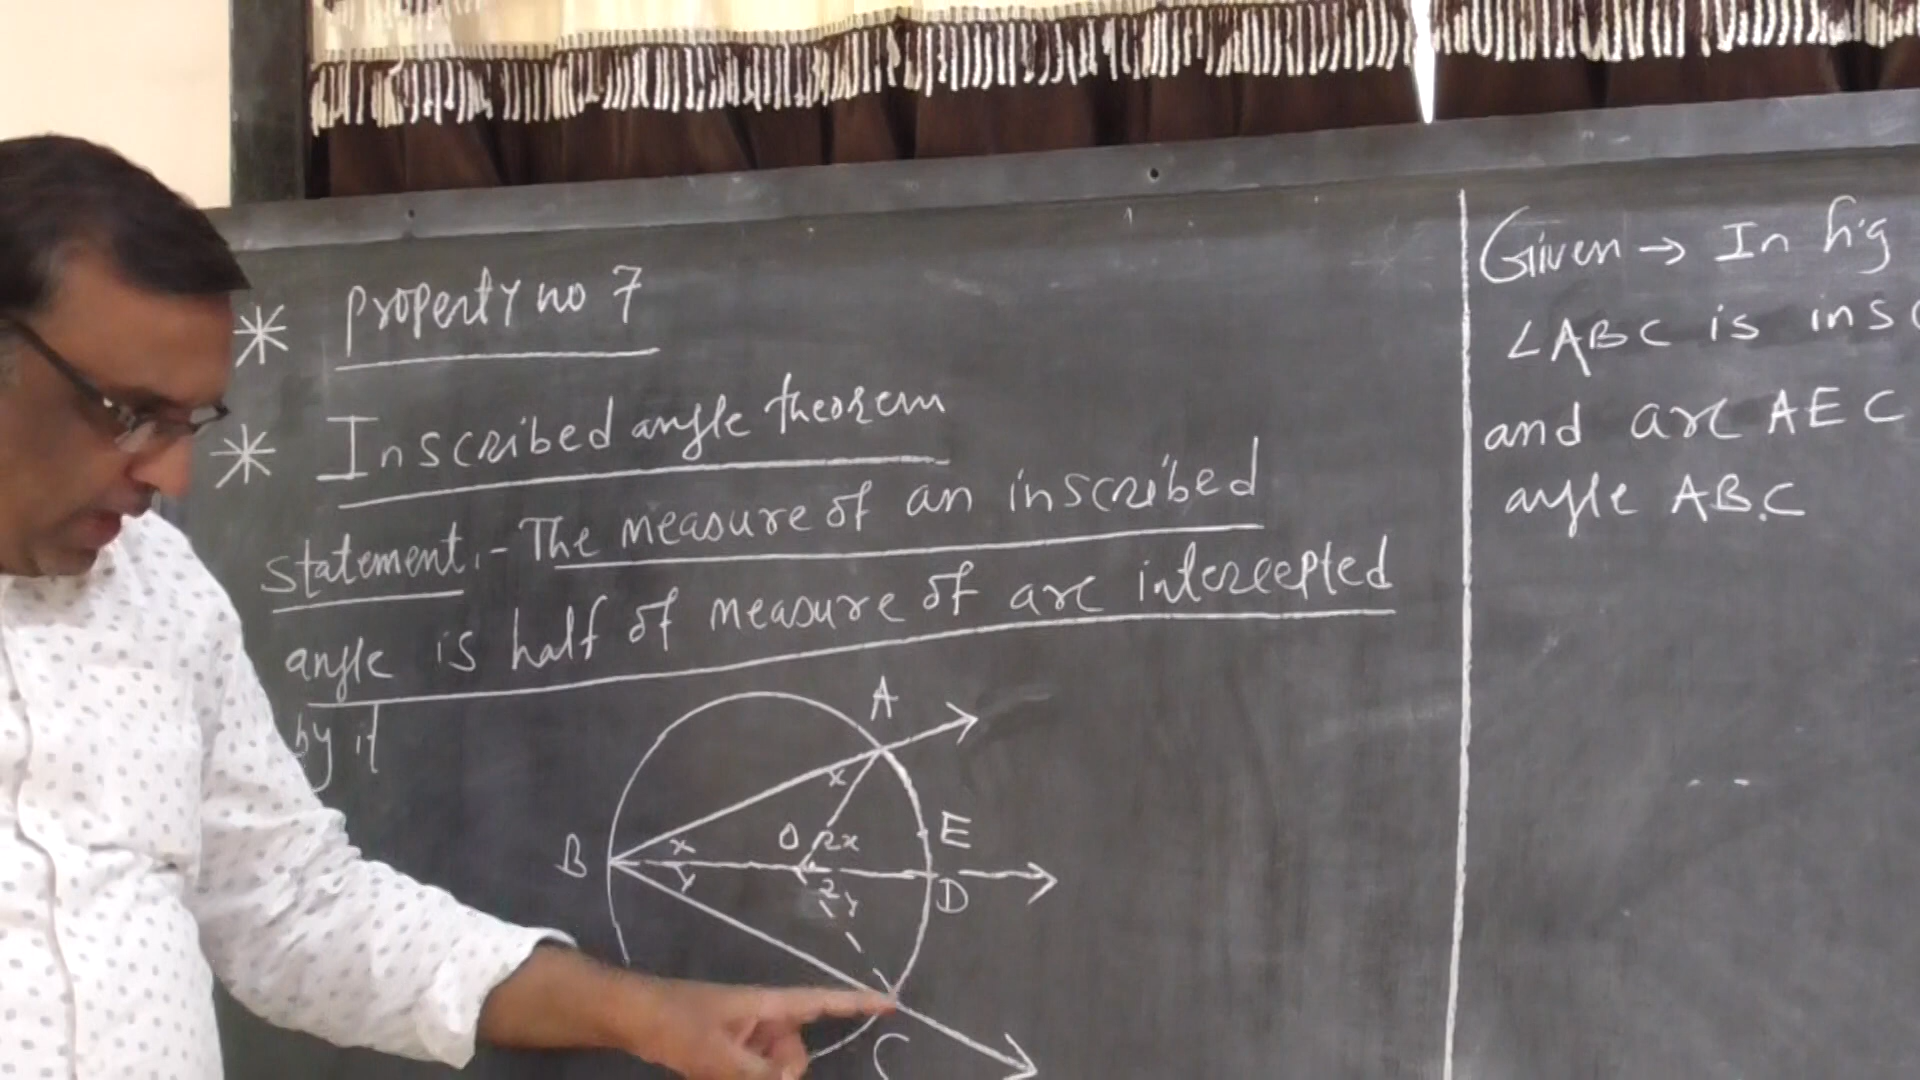 * Property no 7
* Inscribed angle theorem
Statement :- The measure of an inscribed
angle is half of measure of arc intercepted
by it
A
x
O 2x E
B x
y
2y D
C
Given → In fig
∠ABC is insc
and arc AEC
angle ABC